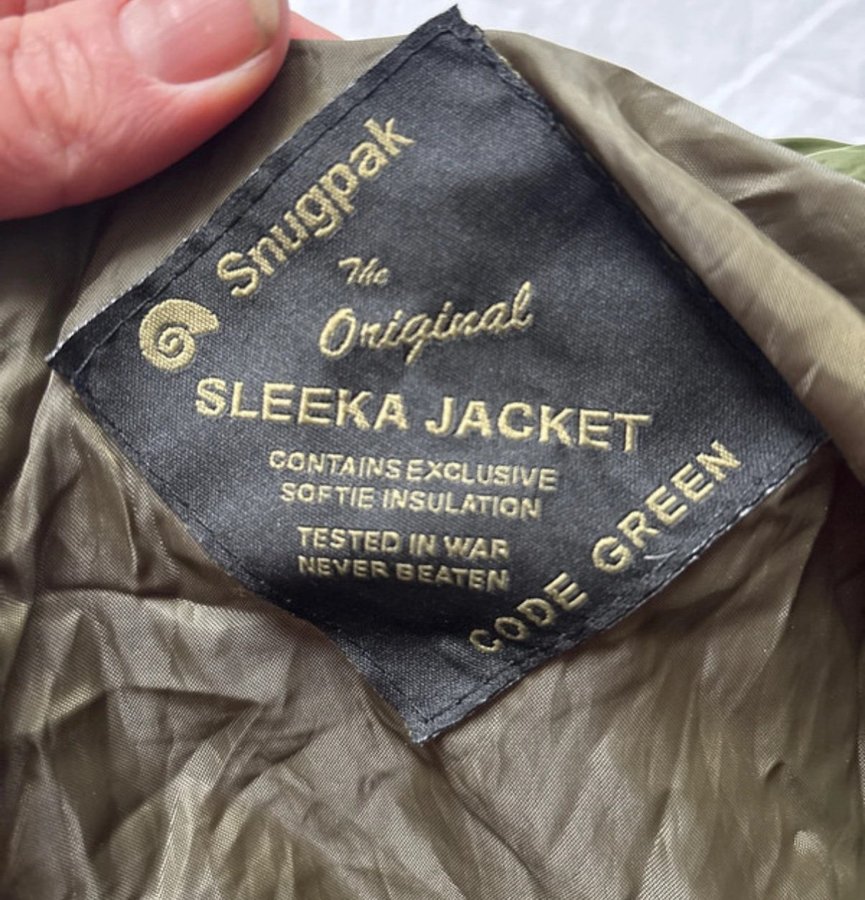 Snugpak
The
Original
SLEEKA JACKET
CONTAINS EXCLUSIVE
SOFTIE INSULATION
TESTED IN WAR
NEVER BEATEN
CODE GREEN